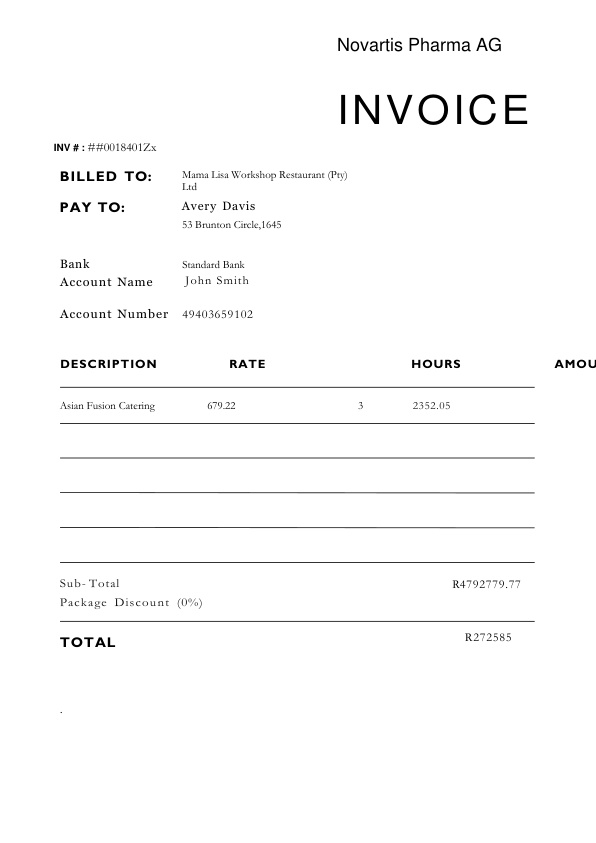 Novartis Pharma AG
INVOICE
INV # : ##0018401Zx
BILLED TO: Mama Lisa Workshop Restaurant (Pty)
Ltd
PAY TO: Avery Davis
53 Brunton Circle,1645
Bank Standard Bank
Account Name John Smith
Account Number 49403659102
DESCRIPTION RATE HOURS AMOU
Asian Fusion Catering 679.22 3 2352.05
Sub-Total R4792779.77
Package Discount (0%)
TOTAL R272585
.